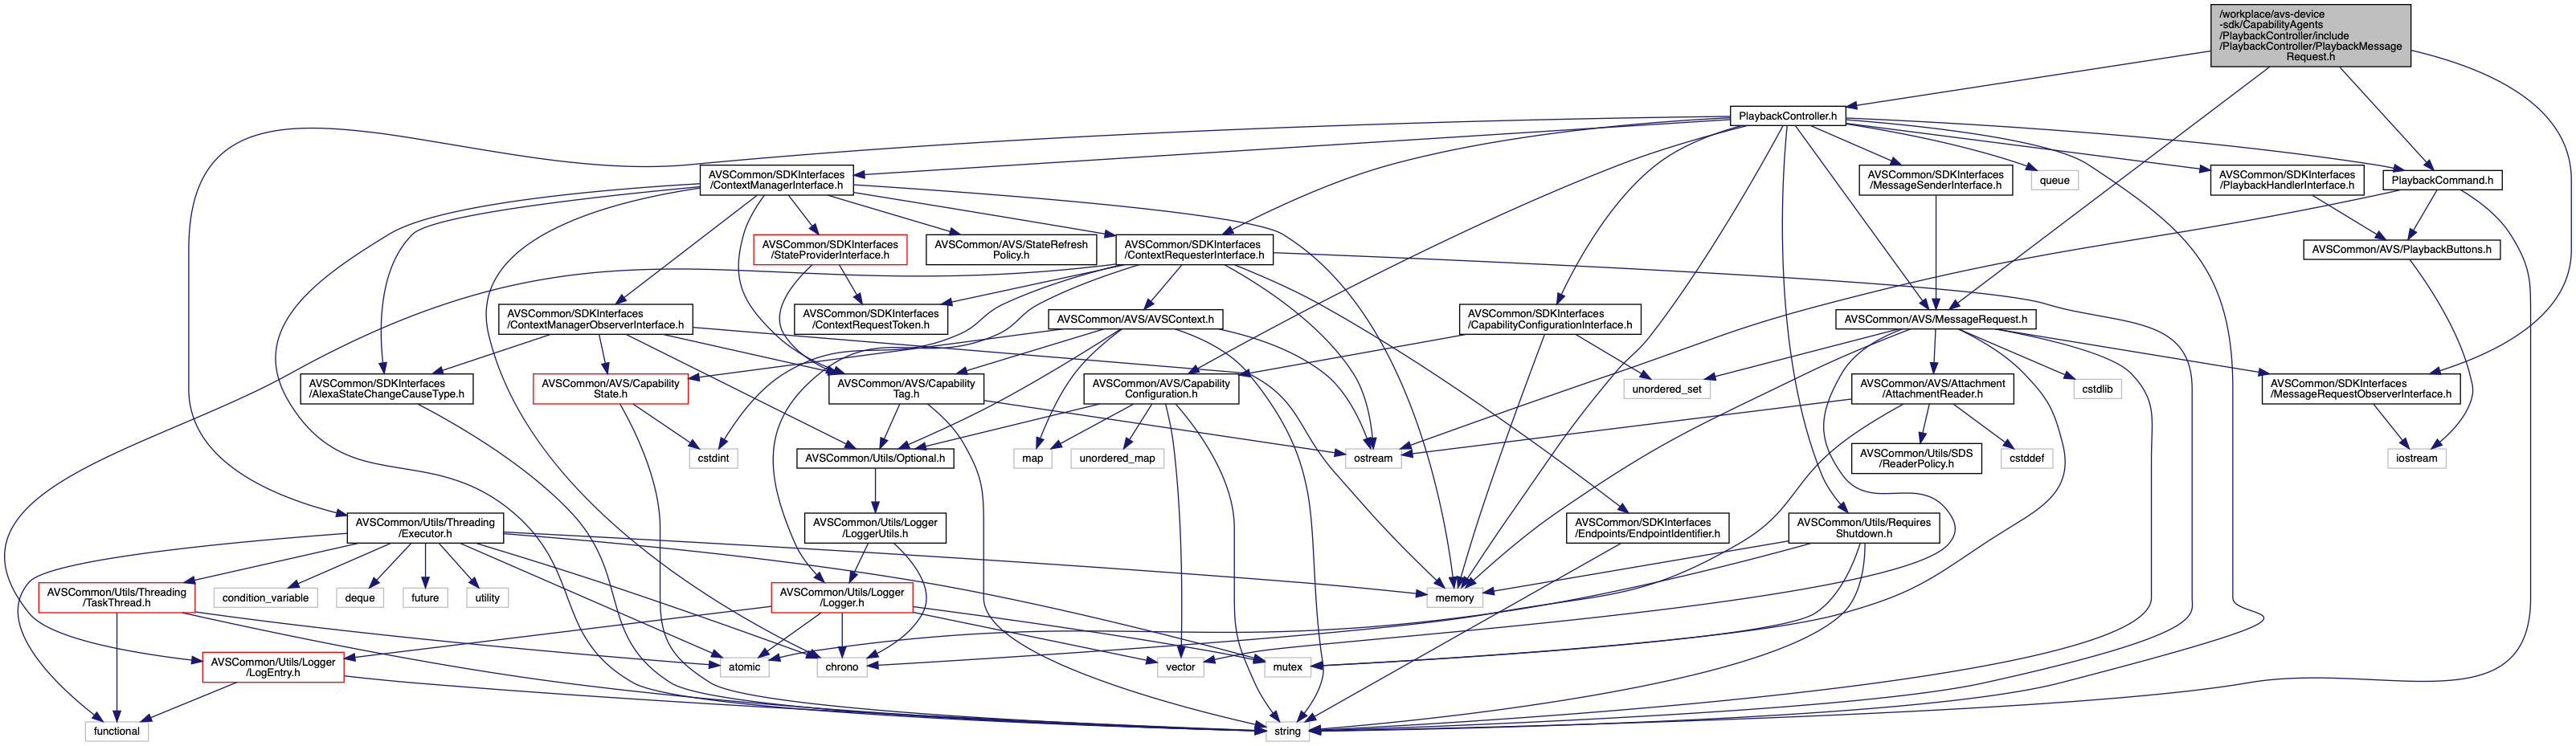 /workplace/avs-device
-sdk/CapabilityAgents
/PlaybackController/include
/PlaybackController/PlaybackMessage
Request.h
PlaybackController.h
AVSCommon/SDKInterfaces
/ContextManagerInterface.h
AVSCommon/SDKInterfaces
/MessageSenderInterface.h
queue
AVSCommon/SDKInterfaces
/PlaybackHandlerInterface.h
PlaybackCommand.h
AVSCommon/SDKInterfaces
/StateProviderInterface.h
AVSCommon/AVS/StateRefresh
Policy.h
AVSCommon/SDKInterfaces
/ContextRequesterInterface.h
AVSCommon/AVS/PlaybackButtons.h
AVSCommon/SDKInterfaces
/ContextManagerObserverInterface.h
AVSCommon/SDKInterfaces
/ContextRequestToken.h
AVSCommon/AVS/AVSContext.h
AVSCommon/SDKInterfaces
/CapabilityConfigurationInterface.h
AVSCommon/AVS/MessageRequest.h
AVSCommon/SDKInterfaces
/AlexaStateChangeCauseType.h
AVSCommon/AVS/Capability
State.h
AVSCommon/AVS/Capability
Tag.h
AVSCommon/AVS/Capability
Configuration.h
unordered_set
AVSCommon/AVS/Attachment
/AttachmentReader.h
cstdlib
AVSCommon/SDKInterfaces
/MessageRequestObserverInterface.h
cstdint
AVSCommon/Utils/Optional.h
map
unordered_map
ostream
AVSCommon/Utils/SDS
/ReaderPolicy.h
cstddef
iostream
AVSCommon/Utils/Threading
/Executor.h
AVSCommon/Utils/Logger
/LoggerUtils.h
AVSCommon/SDKInterfaces
/Endpoints/EndpointIdentifier.h
AVSCommon/Utils/Requires
Shutdown.h
AVSCommon/Utils/Threading
/TaskThread.h
condition_variable
deque
future
utility
AVSCommon/Utils/Logger
/Logger.h
memory
AVSCommon/Utils/Logger
/LogEntry.h
atomic
chrono
vector
mutex
functional
string